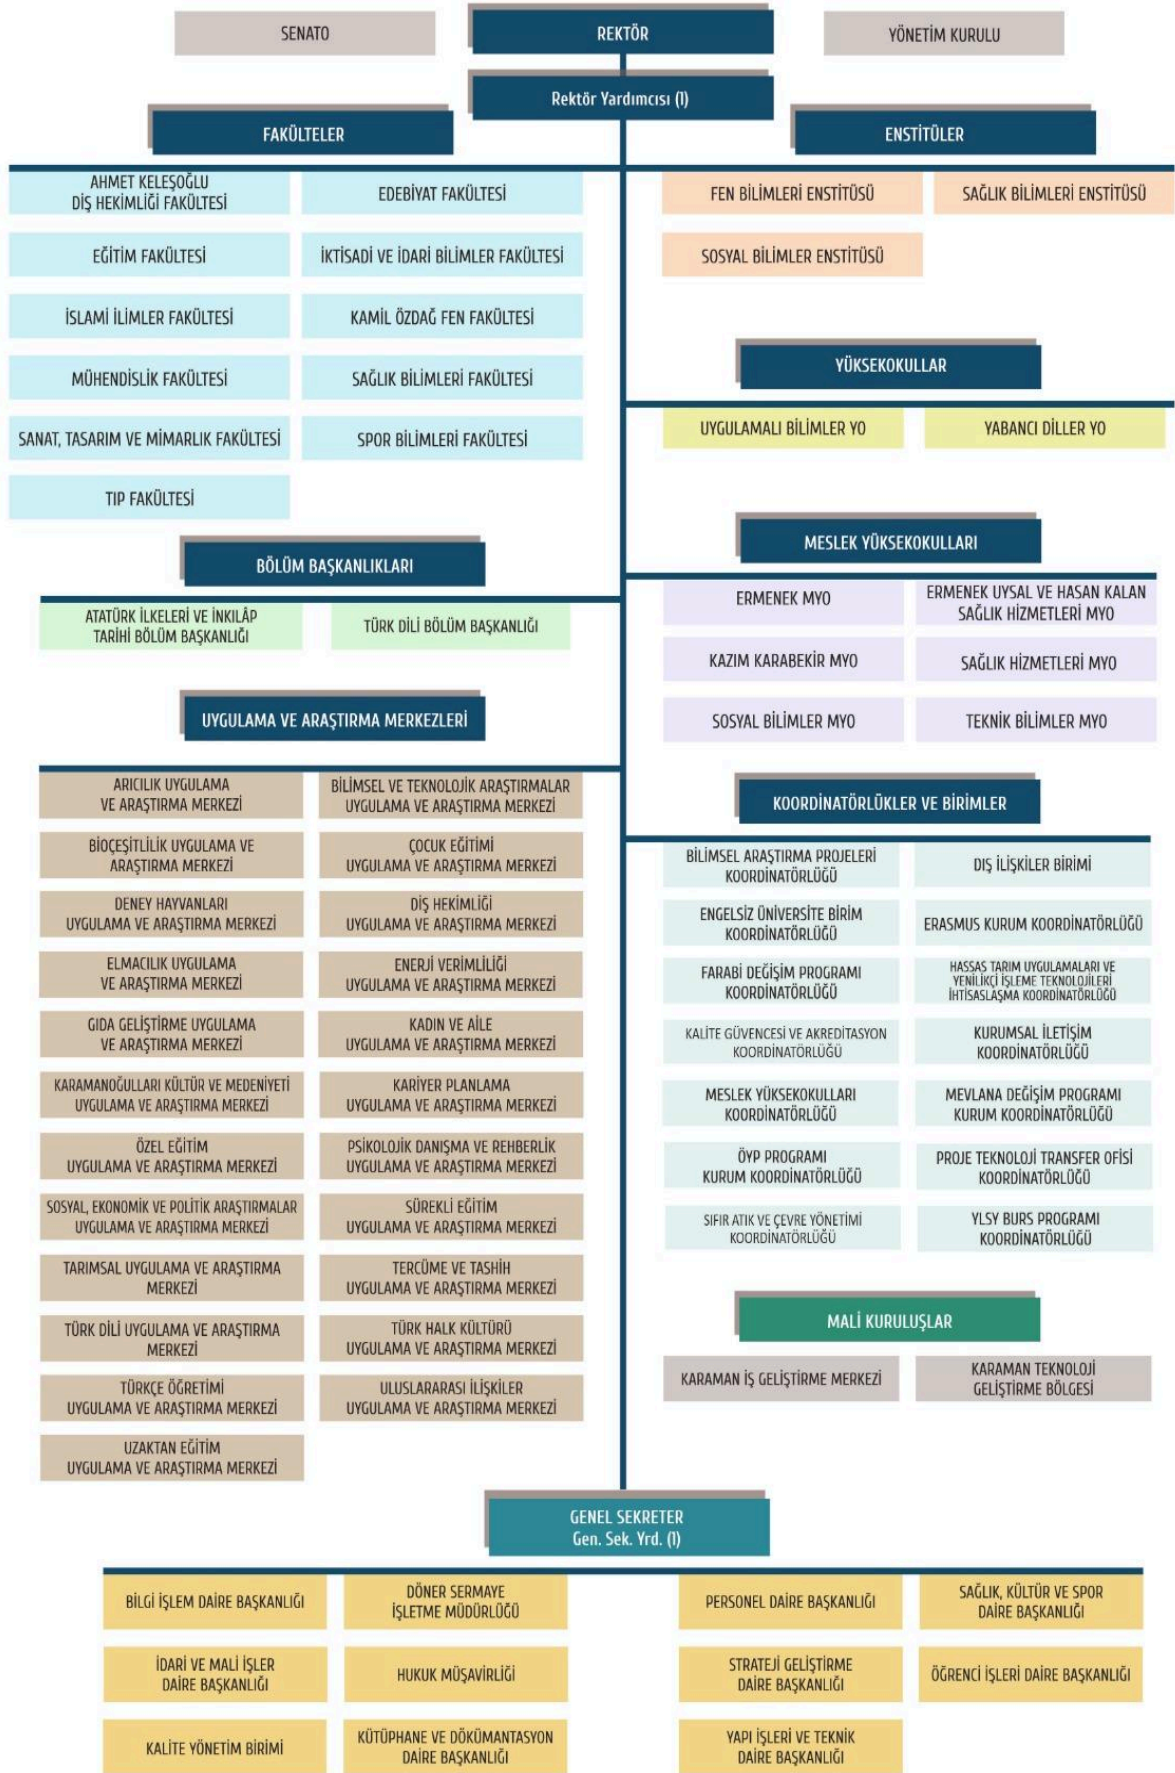 SENATO
REKTÖR
YÖNETİM KURULU
Rektör Yardımcısı (1)
FAKÜLTELER
ENSTİTÜLER
AHMET KELEŞOĞLU
DİŞ HEKİMLİĞİ FAKÜLTESİ
EDEBİYAT FAKÜLTESİ
EĞİTİM FAKÜLTESİ
İKTİSADİ VE İDARİ BİLİMLER FAKÜLTESİ
İSLAMİ İLİMLER FAKÜLTESİ
KAMİL ÖZDAĞ FEN FAKÜLTESİ
MÜHENDİSLİK FAKÜLTESİ
SAĞLIK BİLİMLERİ FAKÜLTESİ
SANAT, TASARIM VE MİMARLIK FAKÜLTESİ
SPOR BİLİMLERİ FAKÜLTESİ
TIP FAKÜLTESİ
FEN BİLİMLERİ ENSTİTÜSÜ
SAĞLIK BİLİMLERİ ENSTİTÜSÜ
SOSYAL BİLİMLER ENSTİTÜSÜ
YÜKSEKOKULLAR
UYGULAMALI BİLİMLER YO
YABANCI DİLLER YO
BÖLÜM BAŞKANLIKLARI
ATATÜRK İLKELERİ VE İNKILÂP
TARİHİ BÖLÜM BAŞKANLIĞI
TÜRK DİLİ BÖLÜM BAŞKANLIĞI
MESLEK YÜKSEKOKULLARI
ERMENEK MYO
ERMENEK UYSAL VE HASAN KALAN
SAĞLIK HİZMETLERİ MYO
KAZIM KARABEKİR MYO
SAĞLIK HİZMETLERİ MYO
SOSYAL BİLİMLER MYO
TEKNİK BİLİMLER MYO
UYGULAMA VE ARAŞTIRMA MERKEZLERİ
ARICILIK UYGULAMA
VE ARAŞTIRMA MERKEZİ
BİLİMSEL VE TEKNOLOJİK ARAŞTIRMALAR
UYGULAMA VE ARAŞTIRMA MERKEZİ
BİOÇEŞİTLİLİK UYGULAMA VE
ARAŞTIRMA MERKEZİ
ÇOCUK EĞİTİMİ
UYGULAMA VE ARAŞTIRMA MERKEZİ
DENEY HAYVANLARI
UYGULAMA VE ARAŞTIRMA MERKEZİ
DİŞ HEKİMLİĞİ
UYGULAMA VE ARAŞTIRMA MERKEZİ
ELMACILIK UYGULAMA
VE ARAŞTIRMA MERKEZİ
ENERJİ VERİMLİLİĞİ
UYGULAMA VE ARAŞTIRMA MERKEZİ
GIDA GELİŞTİRME UYGULAMA
VE ARAŞTIRMA MERKEZİ
KADIN VE AİLE
UYGULAMA VE ARAŞTIRMA MERKEZİ
KARAMANOĞULLARI KÜLTÜR VE MEDENİYETİ
UYGULAMA VE ARAŞTIRMA MERKEZİ
KARİYER PLANLAMA
UYGULAMA VE ARAŞTIRMA MERKEZİ
ÖZEL EĞİTİM
UYGULAMA VE ARAŞTIRMA MERKEZİ
PSİKOLOJİK DANIŞMA VE REHBERLİK
UYGULAMA VE ARAŞTIRMA MERKEZİ
SOSYAL, EKONOMİK VE POLİTİK ARAŞTIRMALAR
UYGULAMA VE ARAŞTIRMA MERKEZİ
SÜREKLİ EĞİTİM
UYGULAMA VE ARAŞTIRMA MERKEZİ
TARIMSAL UYGULAMA VE ARAŞTIRMA
MERKEZİ
TERCÜME VE TASHİH
UYGULAMA VE ARAŞTIRMA MERKEZİ
TÜRK DİLİ UYGULAMA VE ARAŞTIRMA
MERKEZİ
TÜRK HALK KÜLTÜRÜ
UYGULAMA VE ARAŞTIRMA MERKEZİ
TÜRKÇE ÖĞRETİMİ
UYGULAMA VE ARAŞTIRMA MERKEZİ
ULUSLARARASI İLİŞKİLER
UYGULAMA VE ARAŞTIRMA MERKEZİ
UZAKTAN EĞİTİM
UYGULAMA VE ARAŞTIRMA MERKEZİ
KOORDİNATÖRLÜKLER VE BİRİMLER
BİLİMSEL ARAŞTIRMA PROJELERİ
KOORDİNATÖRLÜĞÜ
DIŞ İLİŞKİLER BİRİMİ
ENGELSİZ ÜNİVERSİTE BİRİM
KOORDİNATÖRLÜĞÜ
ERASMUS KURUM KOORDİNATÖRLÜĞÜ
FARABİ DEĞİŞİM PROGRAMI
KOORDİNATÖRLÜĞÜ
HASSAS TARIM UYGULAMALARI VE
YENİLİKÇİ İŞLEME TEKNOLOJİLERİ
İHTİSASLAŞMA KOORDİNATÖRLÜĞÜ
KALİTE GÜVENCESİ VE AKREDİTASYON
KOORDİNATÖRLÜĞÜ
KURUMSAL İLETİŞİM
KOORDİNATÖRLÜĞÜ
MESLEK YÜKSEKOKULLARI
KOORDİNATÖRLÜĞÜ
MEVLANA DEĞİŞİM PROGRAMI
KURUM KOORDİNATÖRLÜĞÜ
ÖYP PROGRAMI
KURUM KOORDİNATÖRLÜĞÜ
PROJE TEKNOLOJİ TRANSFER OFİSİ
KOORDİNATÖRLÜĞÜ
SIFIR ATIK VE ÇEVRE YÖNETİMİ
KOORDİNATÖRLÜĞÜ
YLSY BURS PROGRAMI
KOORDİNATÖRLÜĞÜ
MALİ KURULUŞLAR
KARAMAN İŞ GELİŞTİRME MERKEZİ
KARAMAN TEKNOLOJİ
GELİŞTİRME BÖLGESİ
GENEL SEKRETER
Gen. Sek. Yrd. (1)
BİLGİ İŞLEM DAİRE BAŞKANLIĞI
DÖNER SERMAYE
İŞLETME MÜDÜRLÜĞÜ
PERSONEL DAİRE BAŞKANLIĞI
SAĞLIK, KÜLTÜR VE SPOR
DAİRE BAŞKANLIĞI
İDARİ VE MALİ İŞLER
DAİRE BAŞKANLIĞI
HUKUK MÜŞAVİRLİĞİ
STRATEJİ GELİŞTİRME
DAİRE BAŞKANLIĞI
ÖĞRENCİ İŞLERİ DAİRE BAŞKANLIĞI
KALİTE YÖNETİM BİRİMİ
KÜTÜPHANE VE DÖKÜMANTASYON
DAİRE BAŞKANLIĞI
YAPI İŞLERİ VE TEKNİK
DAİRE BAŞKANLIĞI